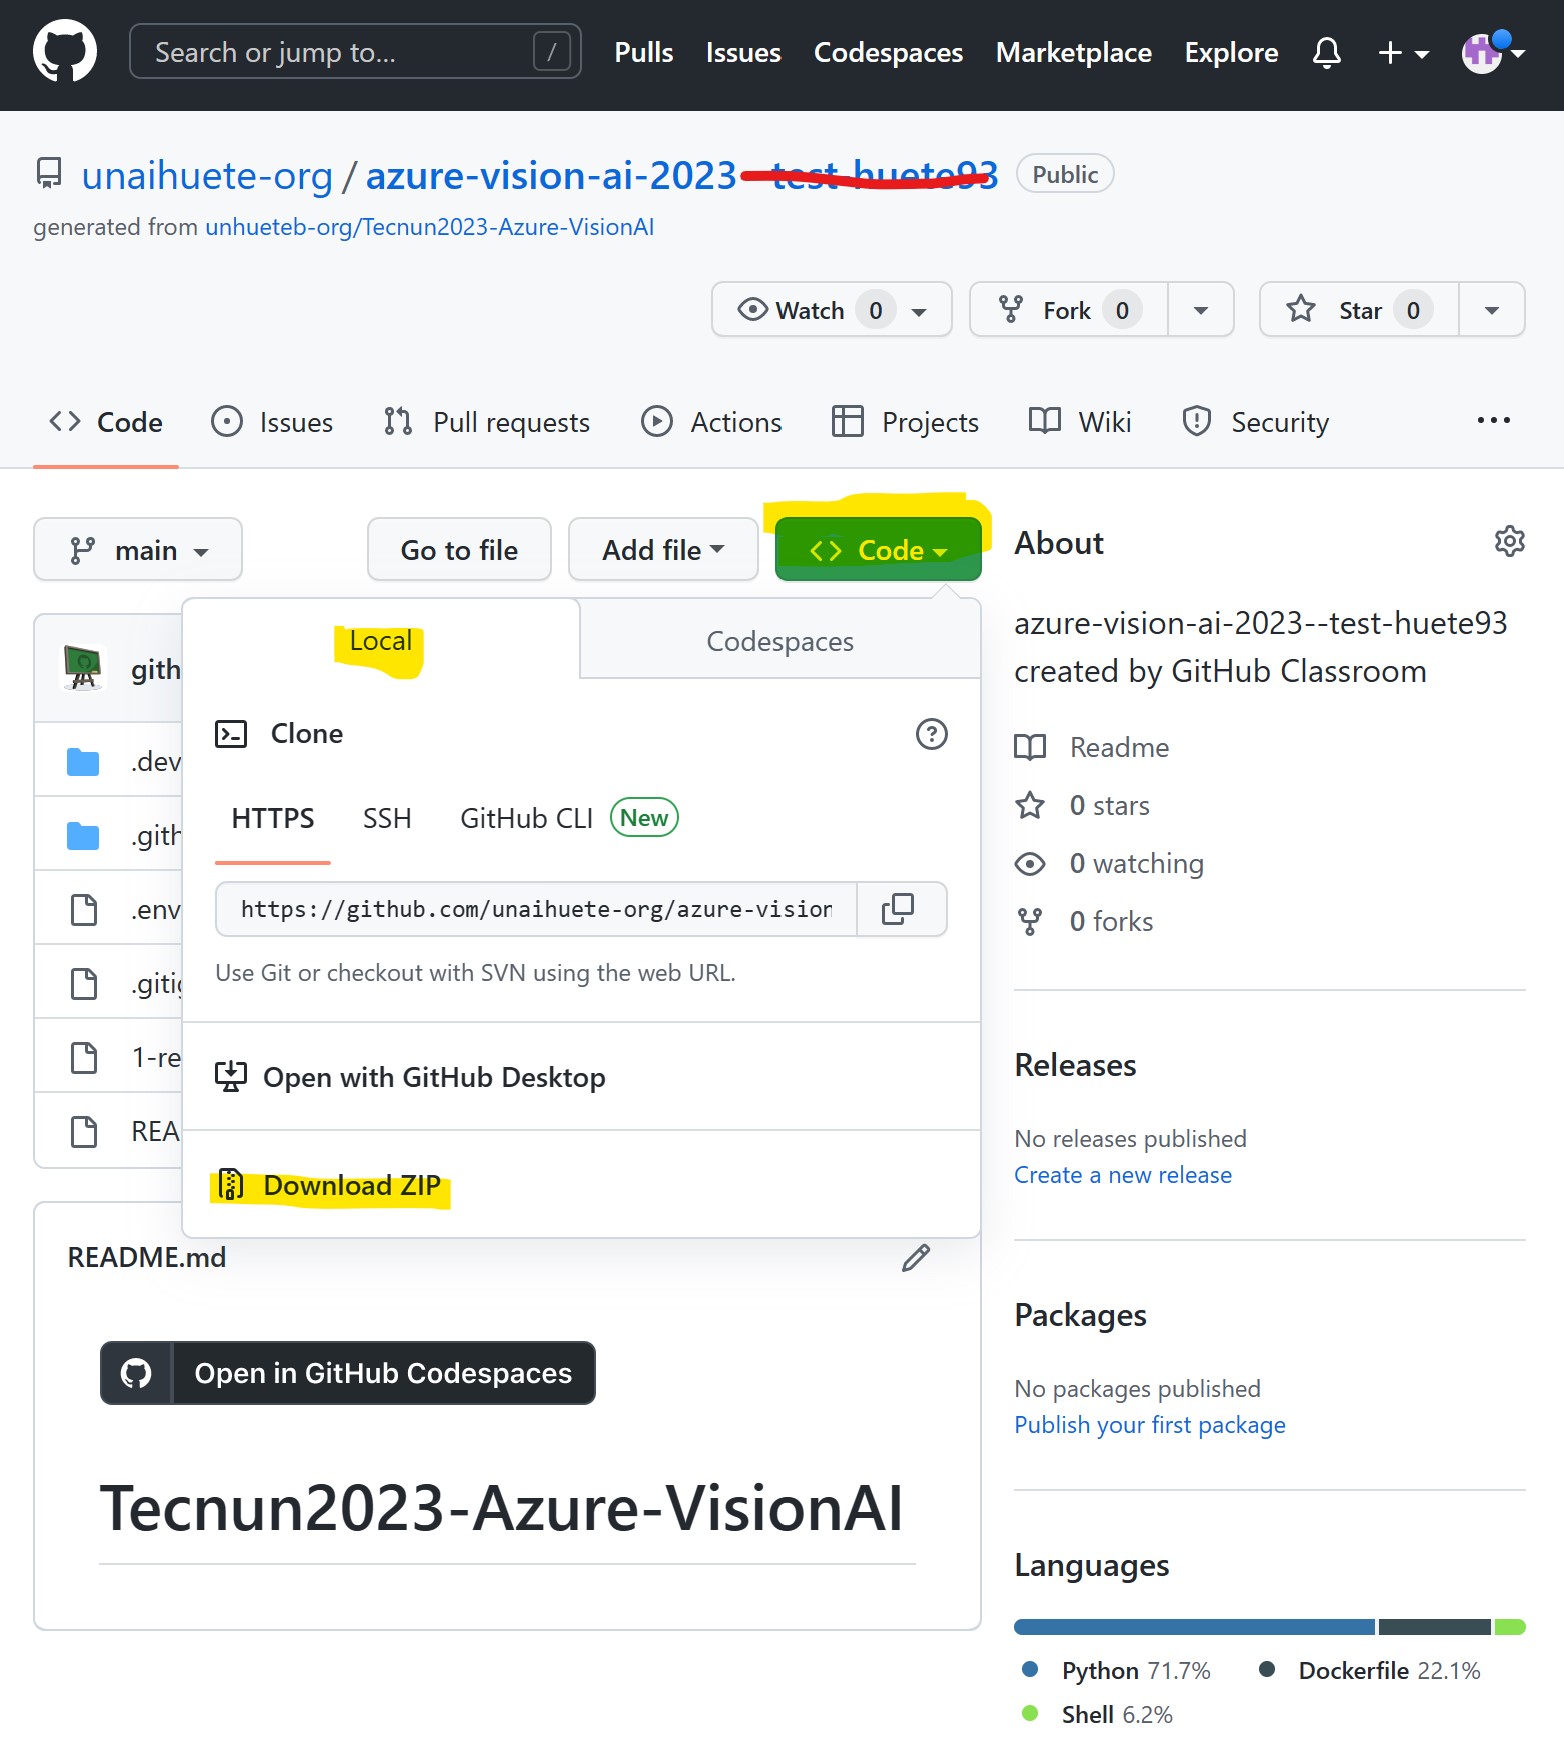 Search or jump to... /
Pulls Issues Codespaces Marketplace Explore
unaihuete-org / azure-vision-ai-2023--test-huete93 Public
generated from unhueteb-org/Tecnun2023-Azure-VisionAI
Watch 0 Fork 0 Star 0
Code Issues Pull requests Actions Projects Wiki Security ...
main Go to file Add file Code
Local Codespaces
Clone
HTTPS SSH GitHub CLI New
https://github.com/unaihuete-org/azure-vision
Use Git or checkout with SVN using the web URL.
Open with GitHub Desktop
Download ZIP
gith
.dev
.gith
.env
.gitig
1-re
REA
README.md
Open in GitHub Codespaces
Tecnun2023-Azure-VisionAI
About
azure-vision-ai-2023--test-huete93
created by GitHub Classroom
Readme
0 stars
0 watching
0 forks
Releases
No releases published
Create a new release
Packages
No packages published
Publish your first package
Languages
Python 71.7% Dockerfile 22.1%
Shell 6.2%